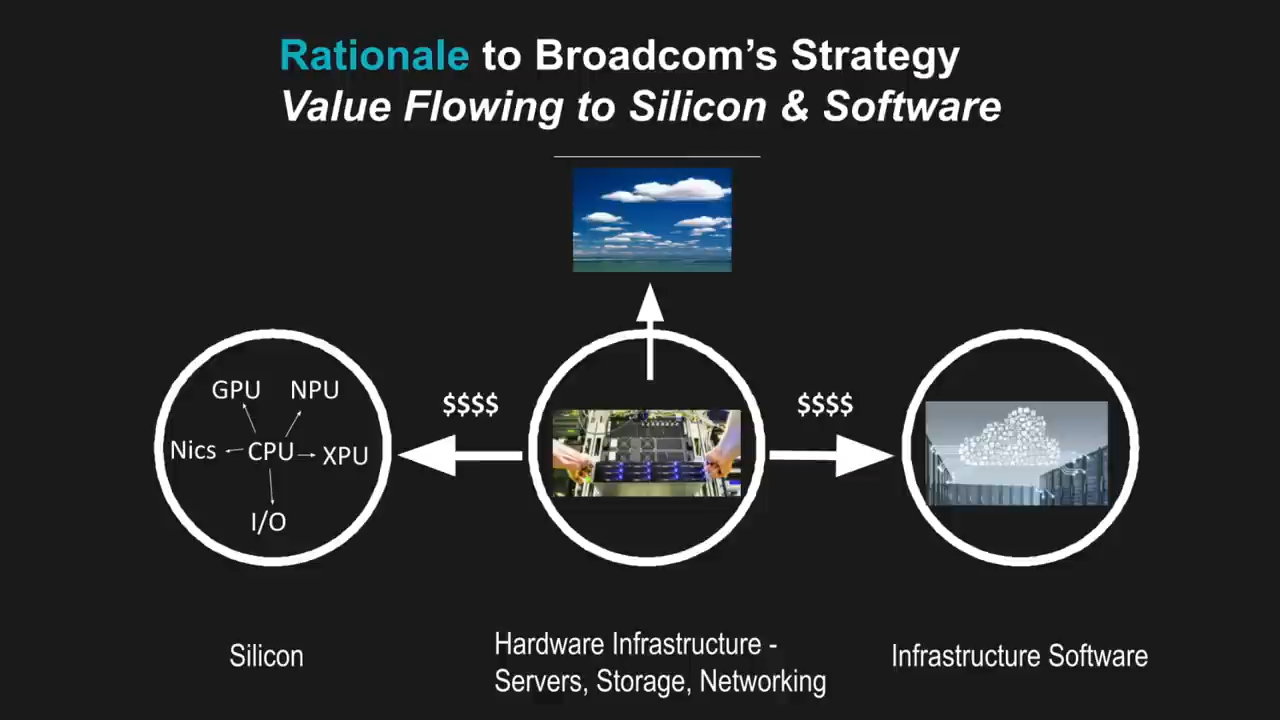 Rationale to Broadcom’s Strategy
Value Flowing to Silicon & Software
GPU NPU
Nics CPU XPU
I/O
$$$$
$$$$
Silicon
Hardware Infrastructure -
Servers, Storage, Networking
Infrastructure Software